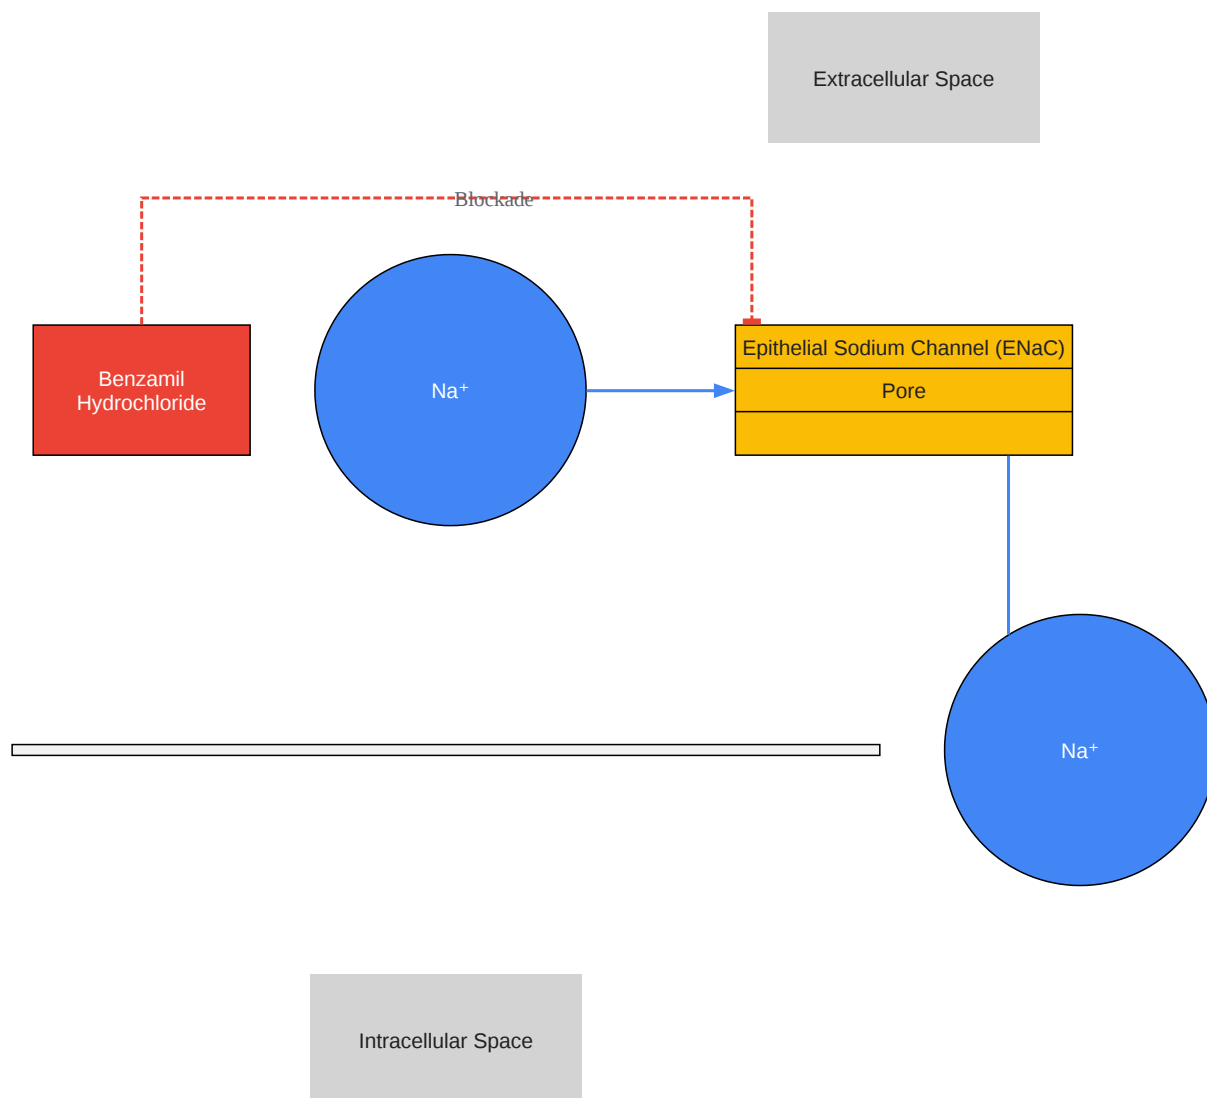 Extracellular Space
Blockade
Benzamil
Hydrochloride
Na⁺
Epithelial Sodium Channel (ENaC)
Pore
Na⁺
Intracellular Space